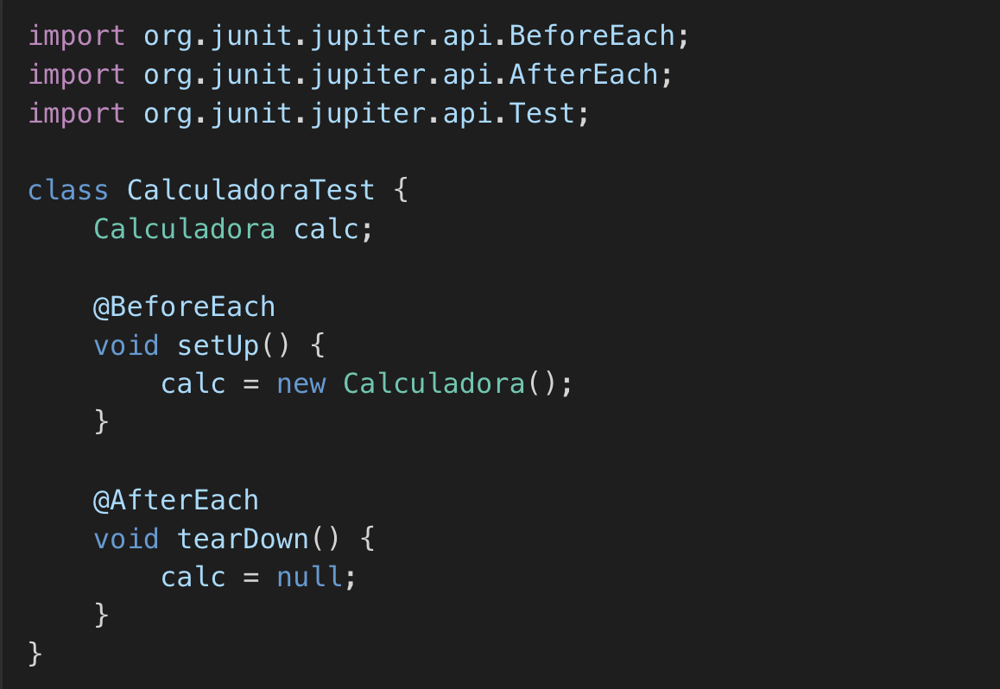 import org.junit.jupiter.api.BeforeEach;
import org.junit.jupiter.api.AfterEach;
import org.junit.jupiter.api.Test;

class CalculadoraTest {
    Calculadora calc;

    @BeforeEach
    void setUp() {
        calc = new Calculadora();
    }

    @AfterEach
    void tearDown() {
        calc = null;
    }
}